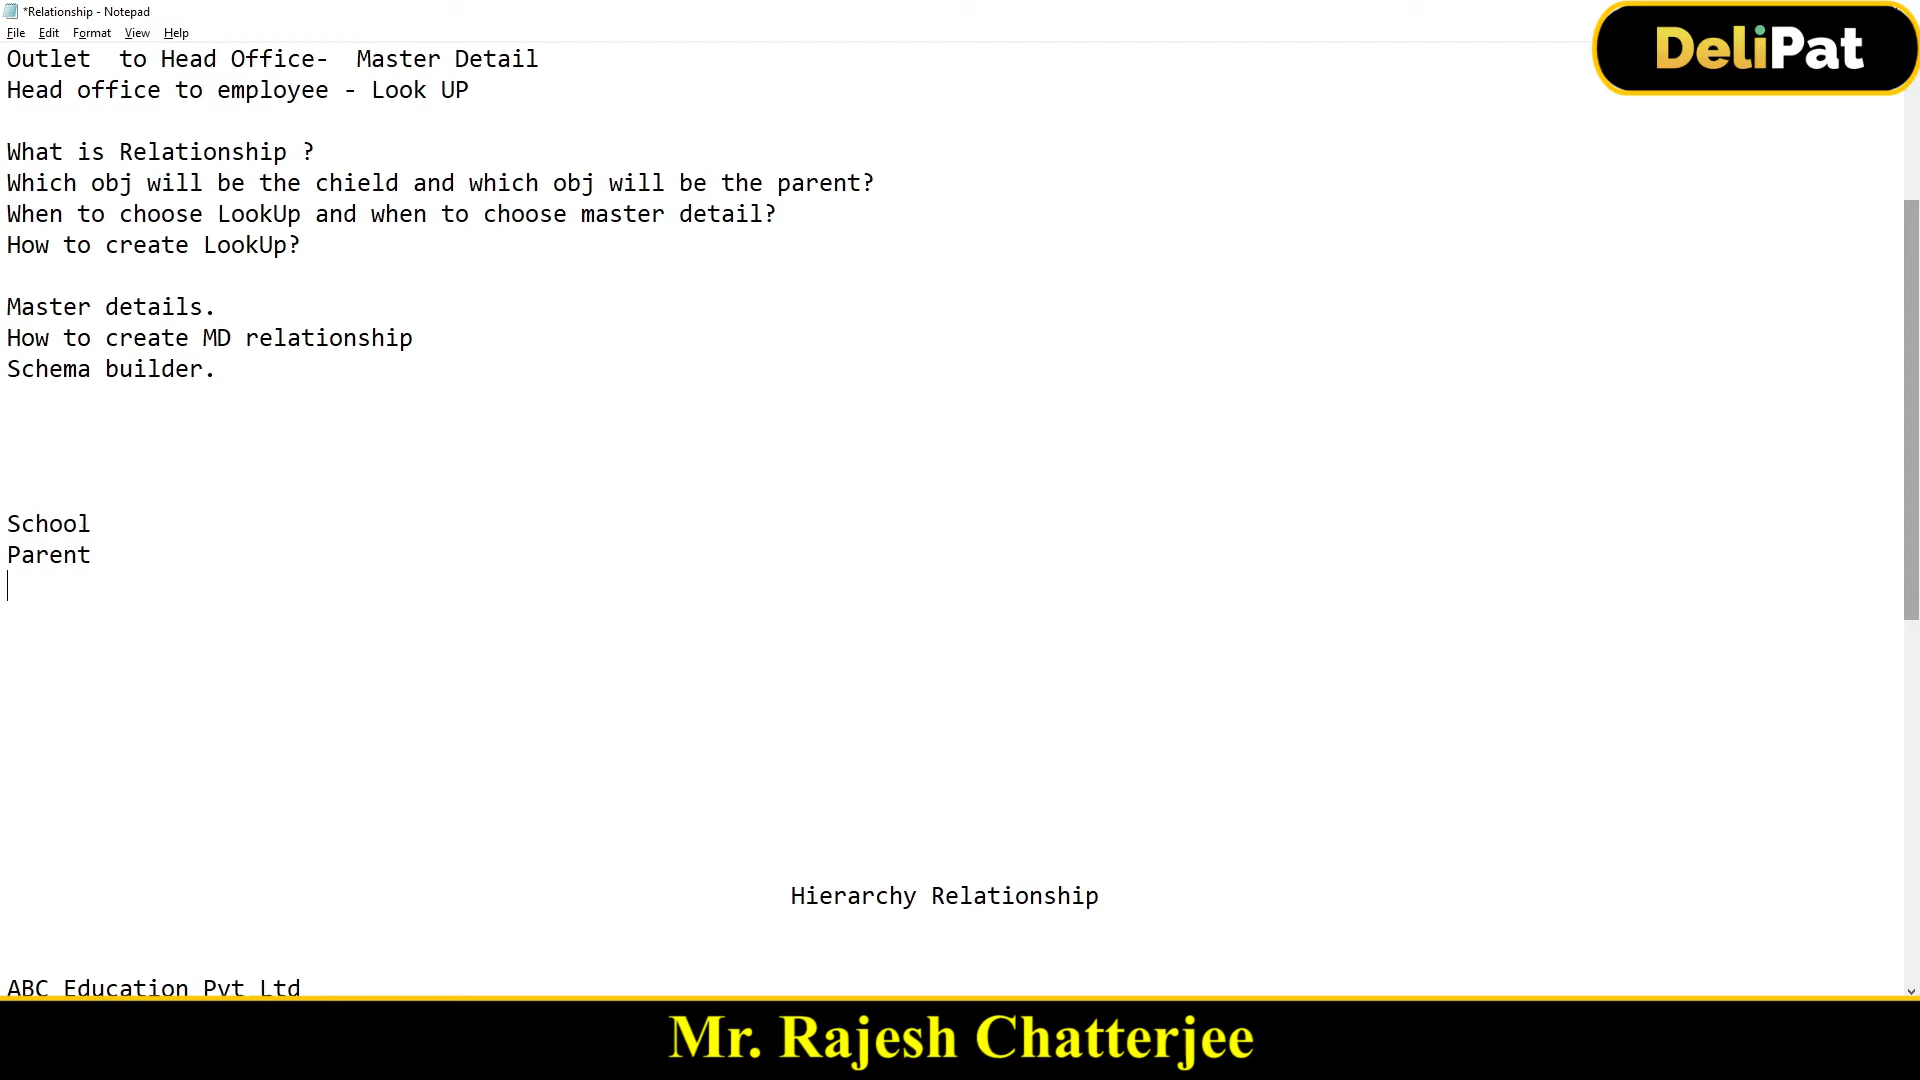 *Relationship - Notepad
File Edit Format View Help
DeliPat
Outlet  to Head Office-  Master Detail
Head office to employee - Look UP
What is Relationship ?
Which obj will be the chield and which obj will be the parent?
When to choose LookUp and when to choose master detail?
How to create LookUp?
Master details.
How to create MD relationship
Schema builder.
School
Parent
Hierarchy Relationship
ABC Education Pvt Ltd
Mr. Rajesh Chatterjee